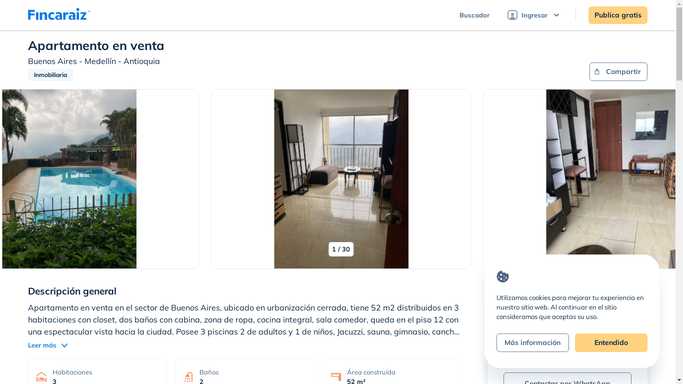 Fincaraiz
Buscador
Ingresar
Publica gratis
Apartamento en venta
Buenos Aires - Medellín - Antioquia
Inmobiliaria
Compartir
1 / 30
Descripción general
Apartamento en venta en el sector de Buenos Aires, ubicado en urbanización cerrada, tiene 52 m2 distribuidos en 3
habitaciones con closet, dos baños con cabina, zona de ropa, cocina integral, sala comedor, queda en el piso 12 con
una espectacular vista hacia la ciudad. Posee 3 piscinas 2 de adultos y 1 de niños, Jacuzzi, sauna, gimnasio, canch...
Leer más
Habitaciones
3
Baños
2
Área construida
52 m²
Utilizamos cookies para mejorar tu experiencia en
nuestro sitio web. Al continuar en el sitio
consideramos que aceptas su uso.
Más información
Entendido
Contactar por WhatsApp